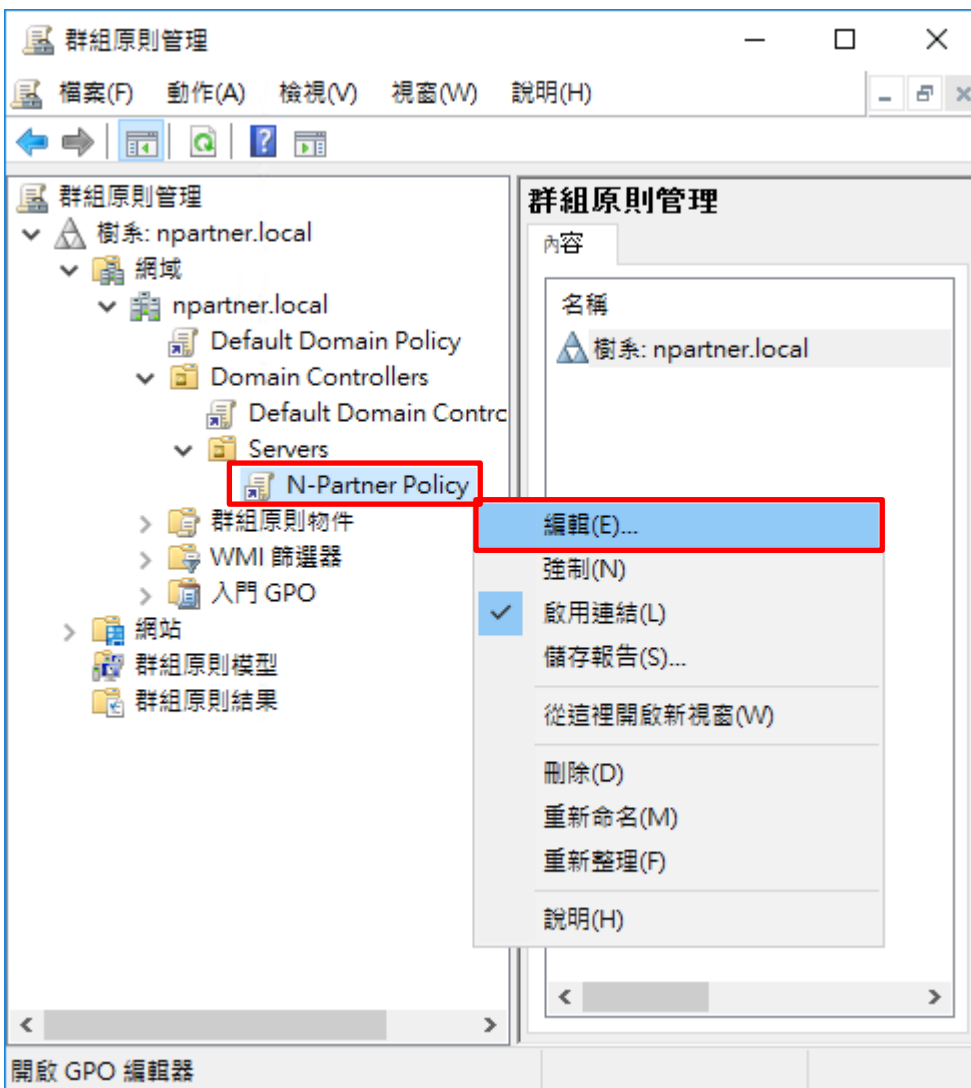 群組原則管理
檔案(F) 動作(A) 檢視(V) 視窗(W) 說明(H)
群組原則管理
樹系: npartner.local
網域
npartner.local
Default Domain Policy
Domain Controllers
Default Domain Contrc
Servers
N-Partner Policy
群組原則物件
WMI 篩選器
入門 GPO
網站
群組原則模型
群組原則結果
群組原則管理
內容
名稱
樹系: npartner.local
編輯(E)...
強制(N)
啟用連結(L)
儲存報告(S)...
從這裡開啟新視窗(W)
刪除(D)
重新命名(M)
重新整理(F)
說明(H)
開啟 GPO 編輯器